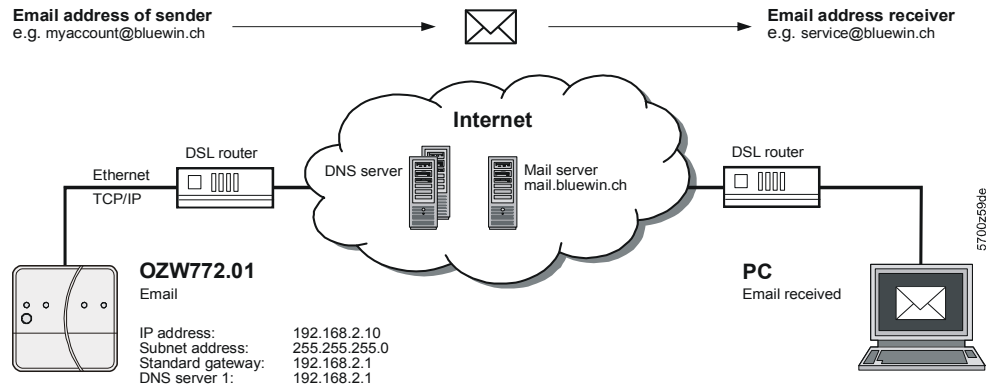 Email address of sender
e.g. myaccount@bluewin.ch
Email address receiver
e.g. service@bluewin.ch
Internet
DNS server
Mail server
mail.bluewin.ch
DSL router
Ethernet
TCP/IP
DSL router
OZW772.01
Email
IP address: 192.168.2.10
Subnet address: 255.255.255.0
Standard gateway: 192.168.2.1
DNS server 1: 192.168.2.1
PC
Email received
5700z59de